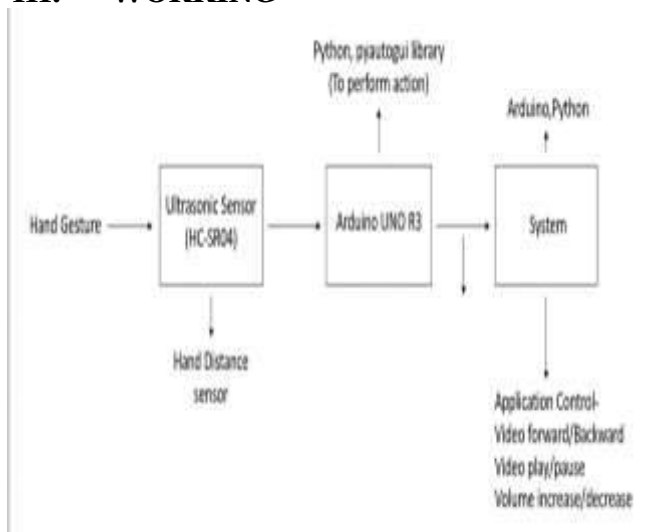 III. WORKING
Python, pyautogui library
(To perform action)
Arduino,Python
Hand Gesture
Ultrasonic Sensor
(HC-SR04)
Arduino UNO R3
System
Hand Distance
sensor
Application Control-
Video forward/Backward
Video play/pause
Volume increase/decrease